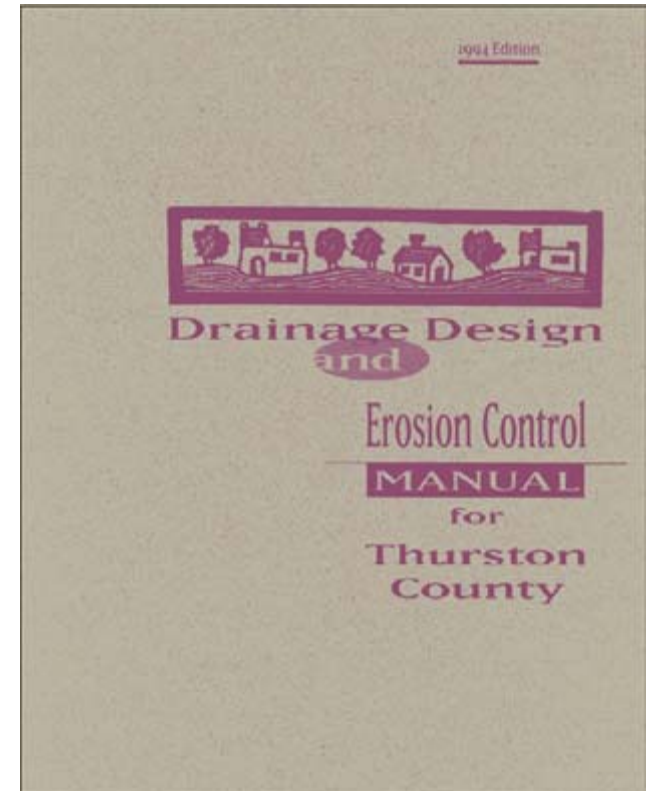 1994 Edition
Drainage Design
and
Erosion Control
MANUAL
for
Thurston
County